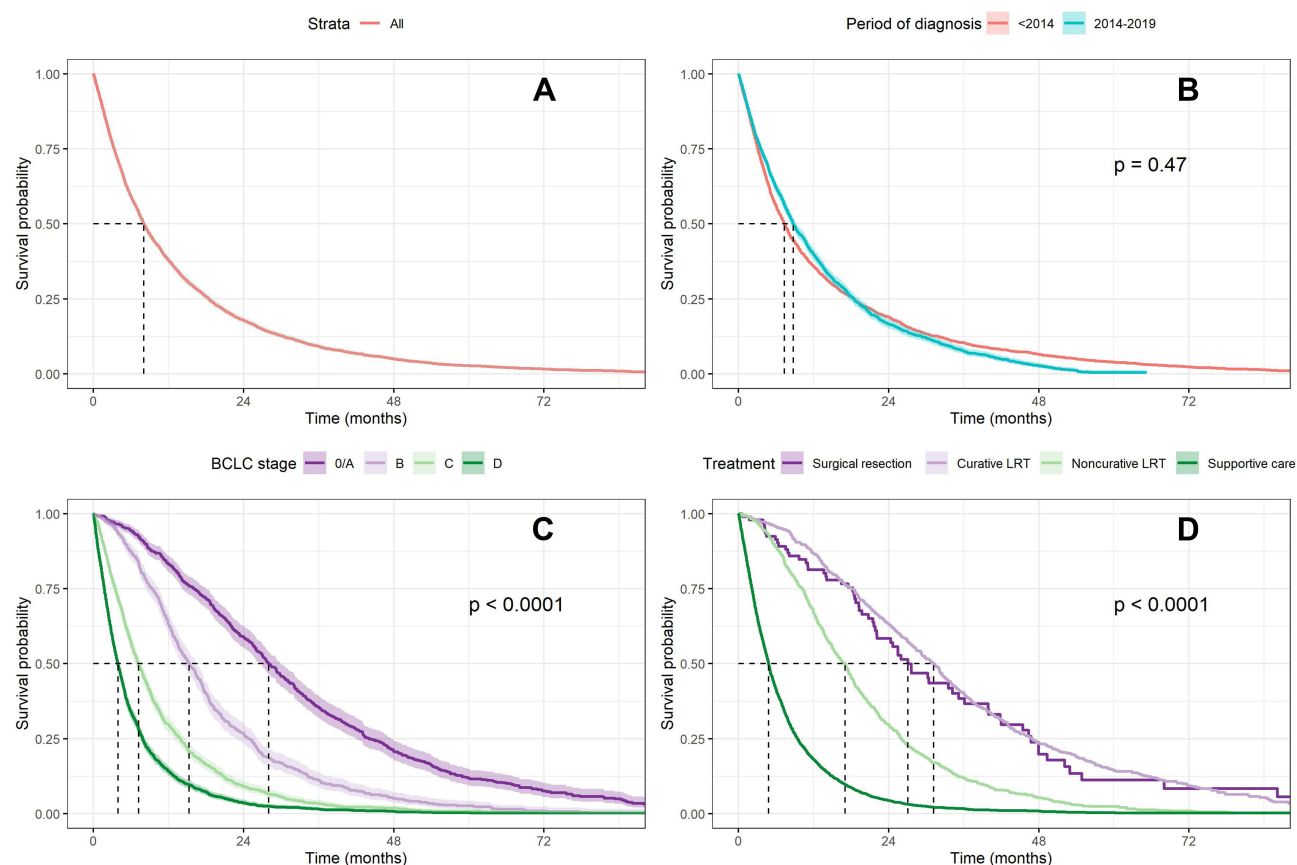 Strata All
A
Survival probability
1.00
0.75
0.50
0.25
0.00
0 24 48 72
Time (months)
Period of diagnosis <2014 2014-2019
B
p = 0.47
Survival probability
1.00
0.75
0.50
0.25
0.00
0 24 48 72
Time (months)
BCLC stage 0/A B C D
C
p < 0.0001
Survival probability
1.00
0.75
0.50
0.25
0.00
0 24 48 72
Time (months)
Treatment Surgical resection Curative LRT Noncurative LRT Supportive care
D
p < 0.0001
Survival probability
1.00
0.75
0.50
0.25
0.00
0 24 48 72
Time (months)